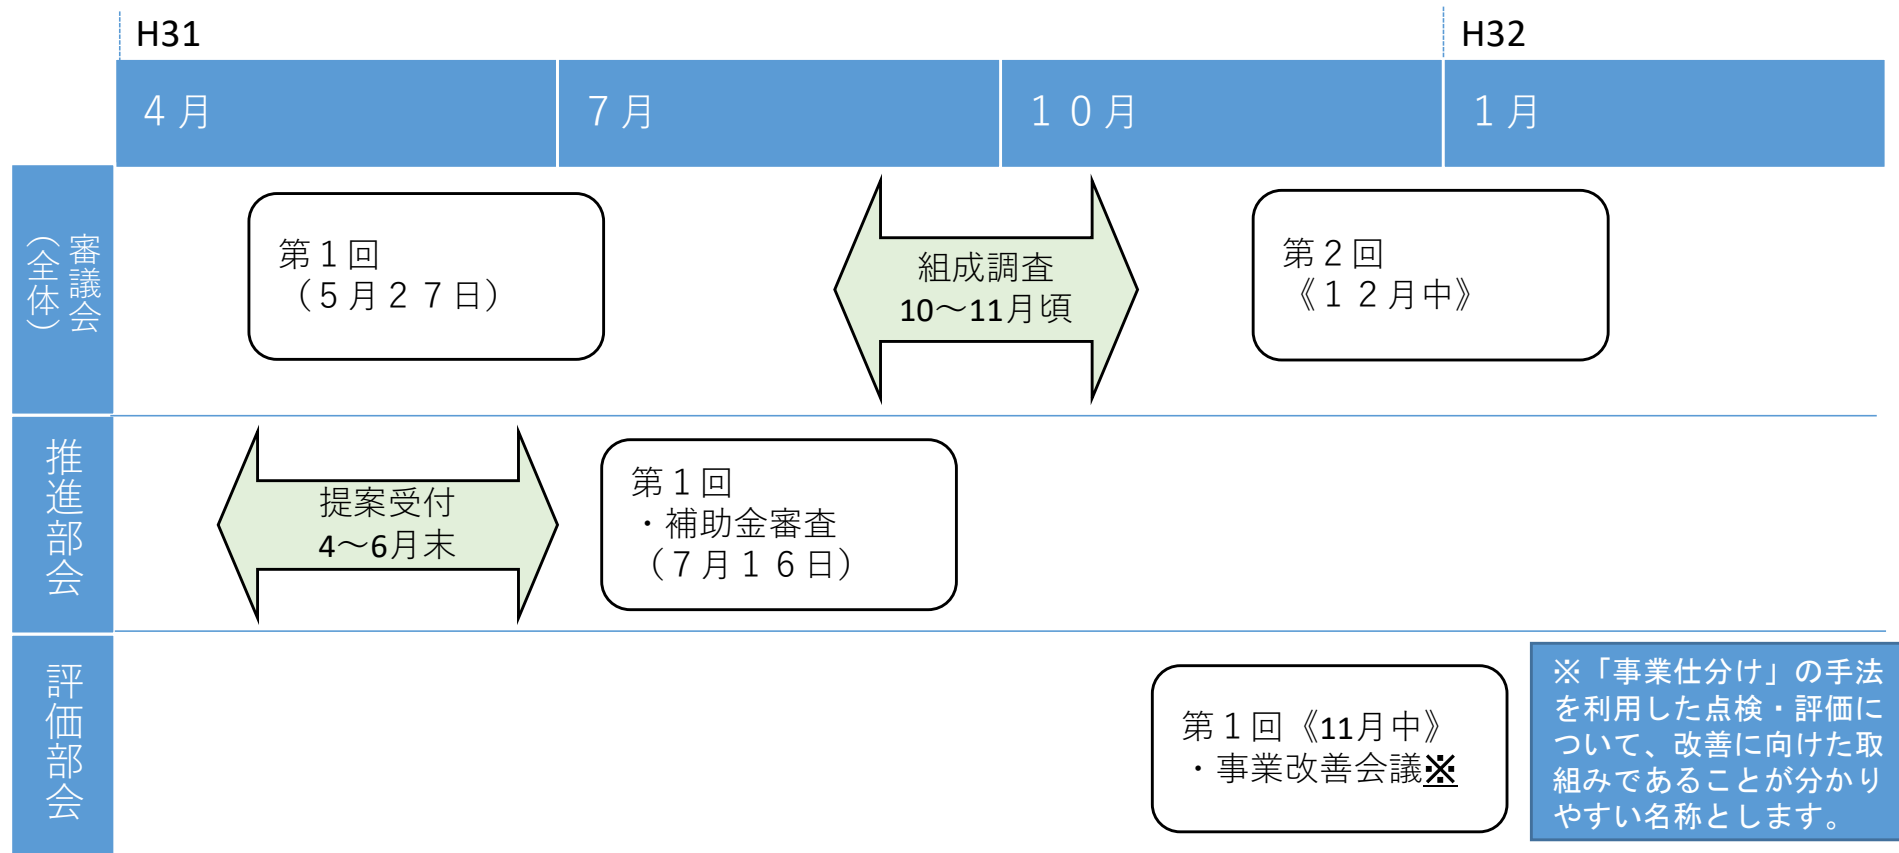 H31
H32
４月
７月
１０月
１月
審議会
（全体）
第１回
（５月２７日）
組成調査
10～11月頃
第２回
《１２月中》
推進部会
提案受付
4～6月末
第１回
・補助金審査
（７月１６日）
評価部会
第１回《11月中》
・事業改善会議※
※「事業仕分け」の手法
を利用した点検・評価に
ついて、改善に向けた取
組みであることが分かり
やすい名称とします。